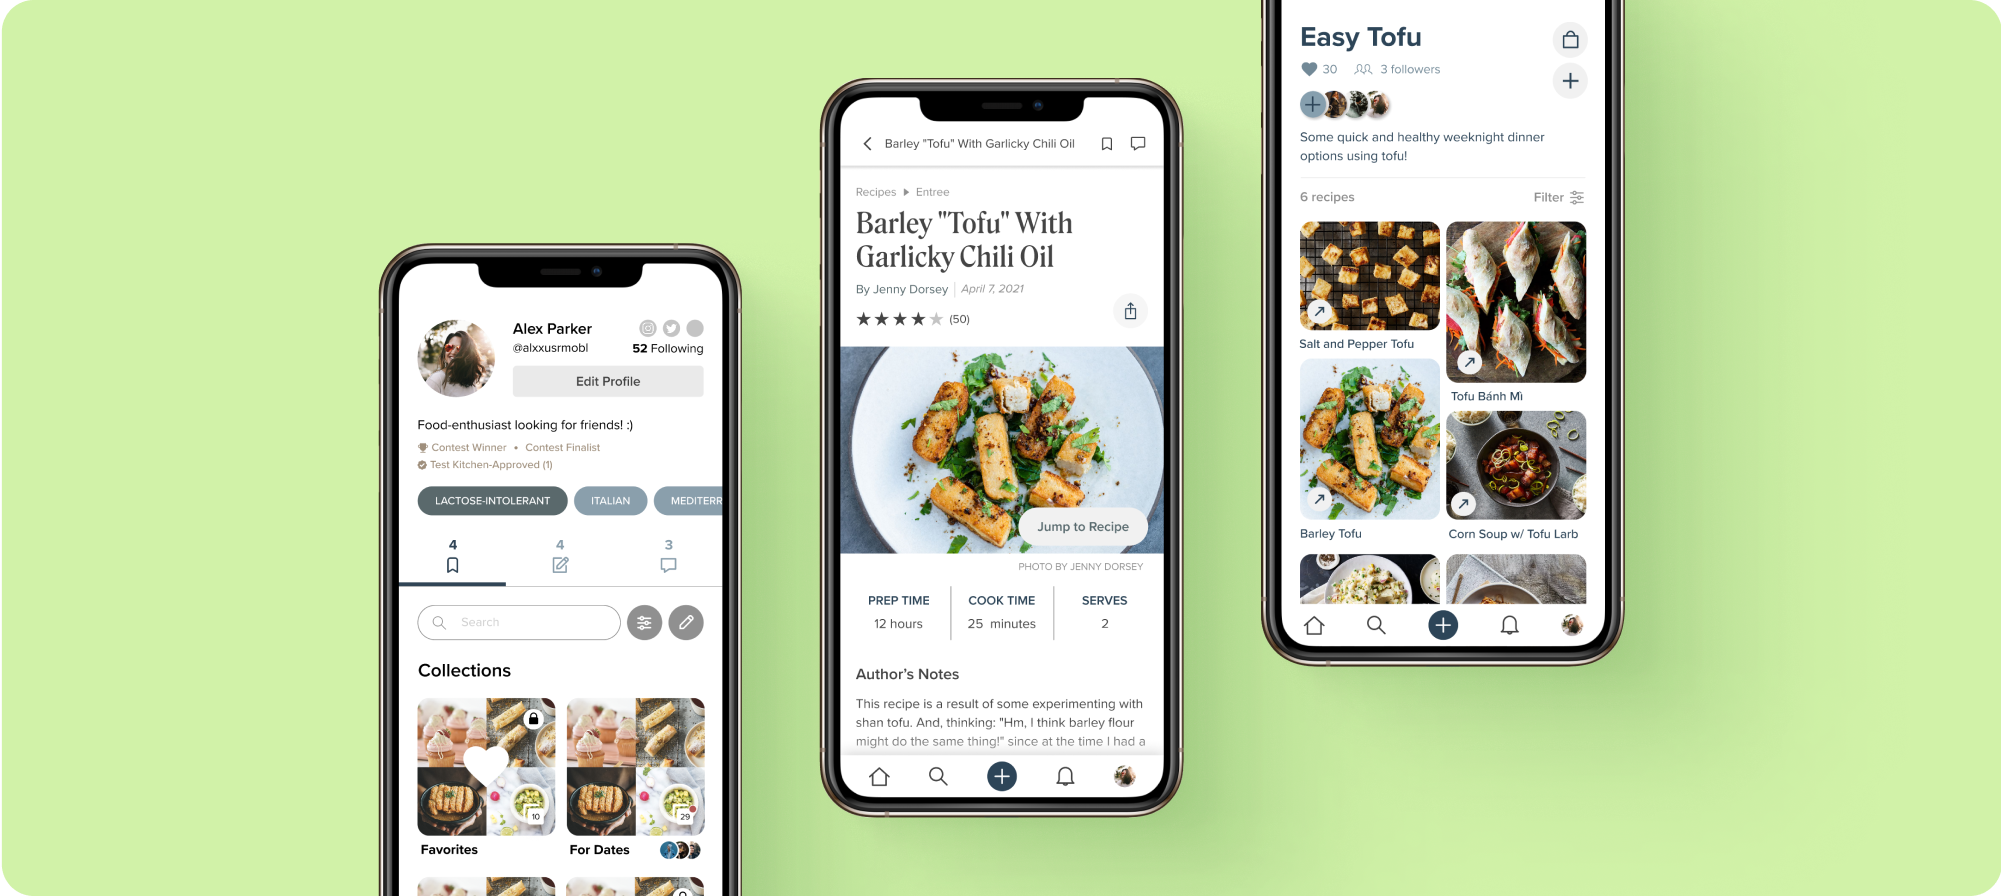 Alex Parker
@alxxusrmobl
52 Following
Edit Profile
Food-enthusiast looking for friends! :)
Contest Winner • Contest Finalist
Test Kitchen-Approved (1)
LACTOSE-INTOLERANT
ITALIAN
MEDITERR
4
4
3
Search
Collections
10
29
Favorites
For Dates
Barley "Tofu" With Garlicky Chili Oil
Recipes
Entree
Barley "Tofu" With
Garlicky Chili Oil
By Jenny Dorsey
April 7, 2021
(50)
Jump to Recipe
PHOTO BY JENNY DORSEY
PREP TIME
COOK TIME
SERVES
12 hours
25 minutes
2
Author's Notes
This recipe is a result of some experimenting with
shan tofu. And, thinking: "Hm, I think barley flour
might do the same thing!" since at the time I had a
Easy Tofu
30
3 followers
Some quick and healthy weeknight dinner
options using tofu!
6 recipes
Filter
Salt and Pepper Tofu
Tofu Bánh Mì
Barley Tofu
Corn Soup w/ Tofu Larb